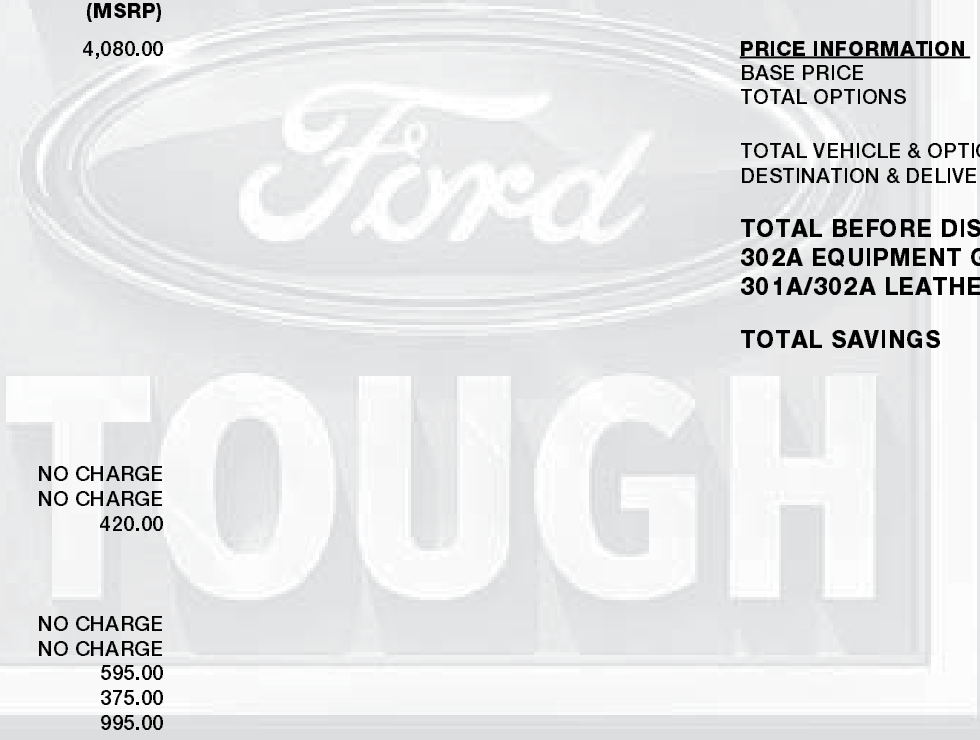 (MSRP)
4,080.00
PRICE INFORMATION
BASE PRICE
TOTAL OPTIONS
TOTAL VEHICLE & OPTIO
DESTINATION & DELIVE
TOTAL BEFORE DIS
302A EQUIPMENT G
301A/302A LEATHE
TOTAL SAVINGS
Ford
TOUGH
NO CHARGE
NO CHARGE
420.00
NO CHARGE
NO CHARGE
595.00
375.00
995.00